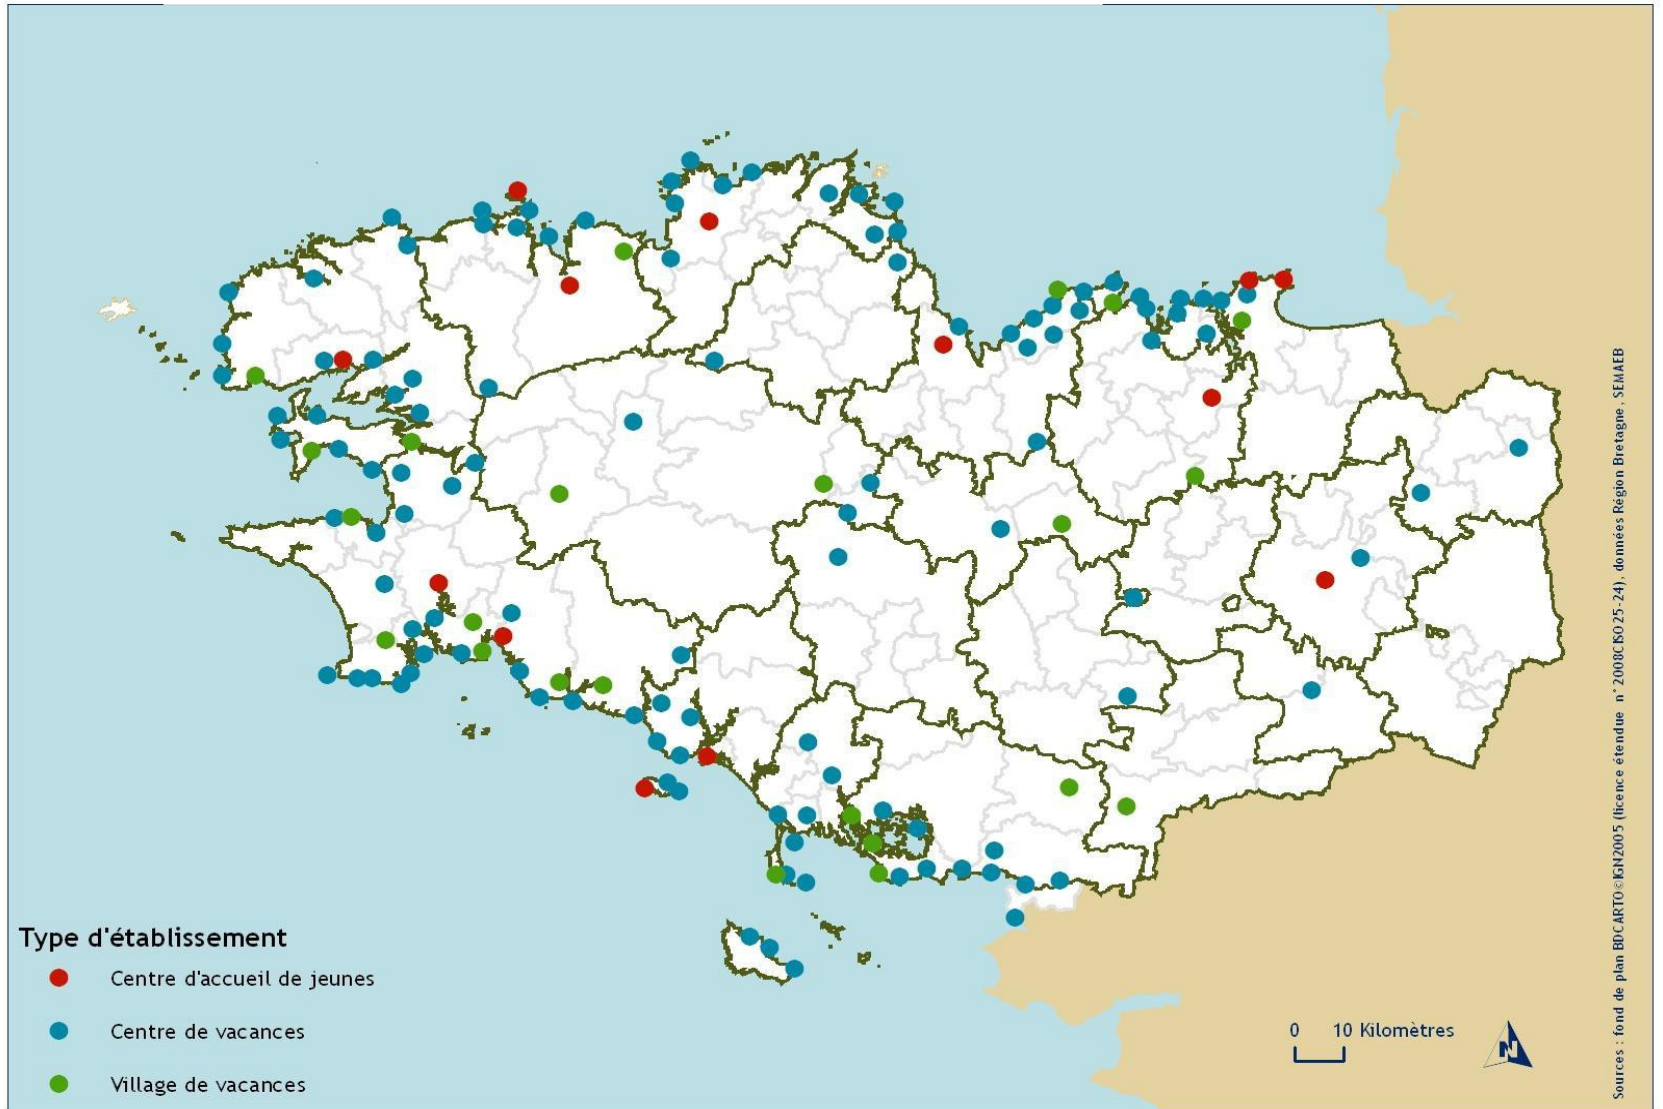 Type d'établissement
Centre d'accueil de jeunes
Centre de vacances
Village de vacances
0 10 Kilomètres
N
Sources : fond de plan BDCARTO©IGN2005 (licence étendue n°2008CISO25-24), données Région Bretagne, SEMAEB